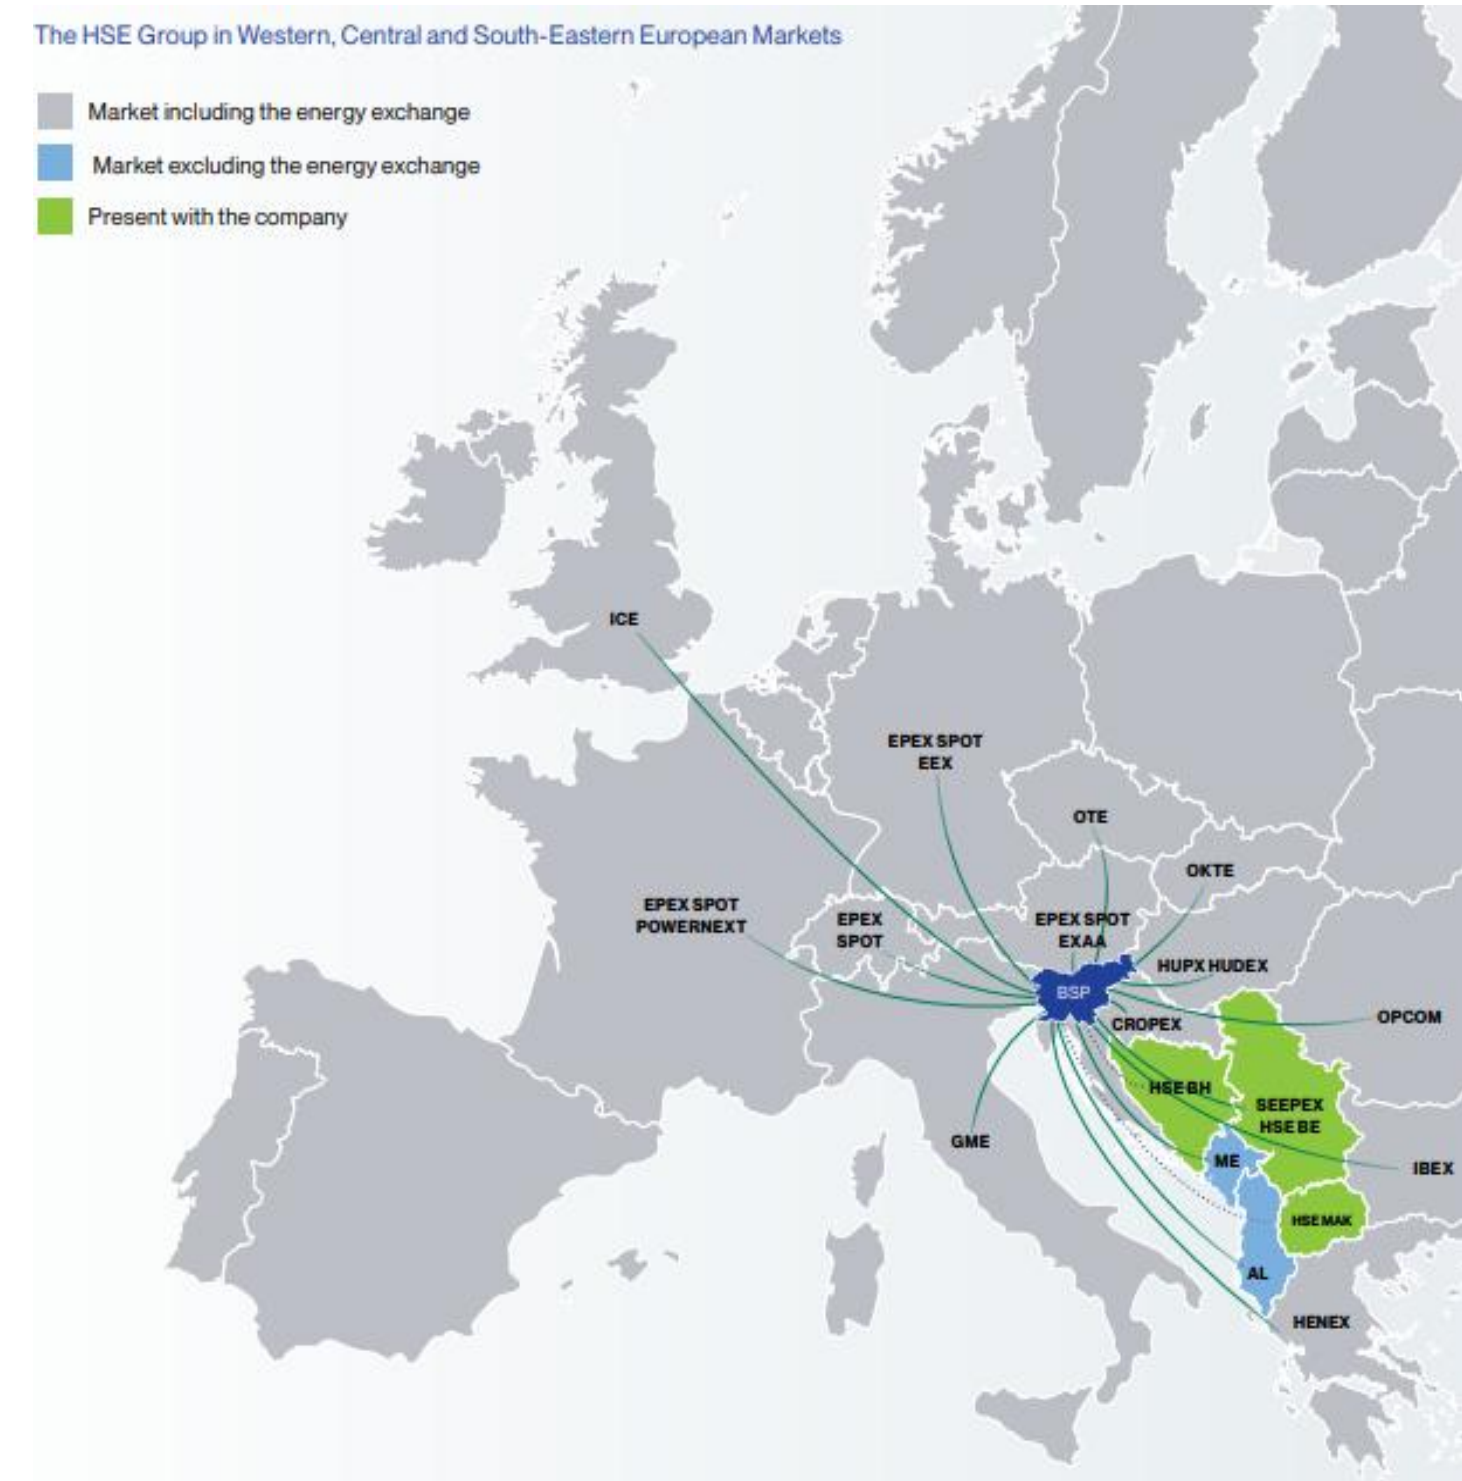 The HSE Group in Western, Central and South-Eastern European Markets
Market including the energy exchange
Market excluding the energy exchange
Present with the company
ICE
EPEX SPOT
EEX
OTE
OKTE
EPEX SPOT
POWERNEXT
EPEX
SPOT
EPEX SPOT
EXAA
HUPX HUDEX
BSP
CROPEX
OPCOM
HSE BH
SEEPEX
HSE BE
GME
ME
IBEX
HSE MAK
AL
HENEX